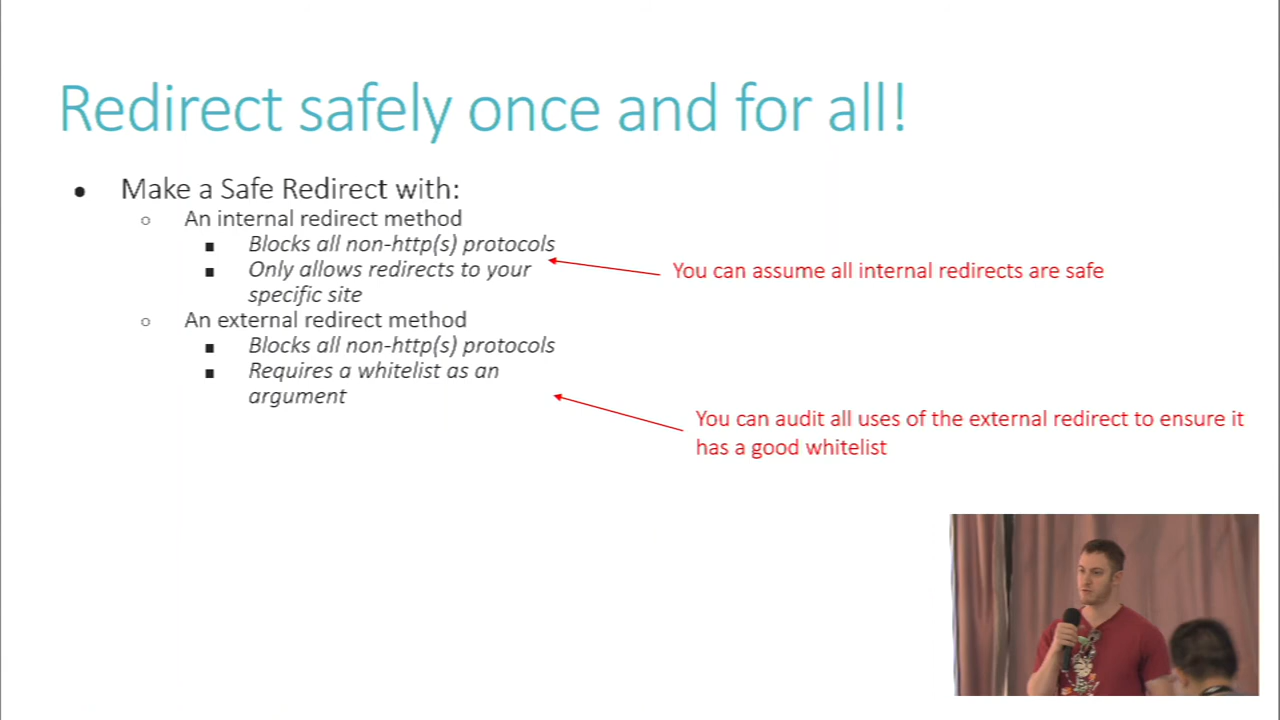 Redirect safely once and for all!
Make a Safe Redirect with:
An internal redirect method
Blocks all non-http(s) protocols
Only allows redirects to your
specific site
You can assume all internal redirects are safe
An external redirect method
Blocks all non-http(s) protocols
Requires a whitelist as an
argument
You can audit all uses of the external redirect to ensure it
has a good whitelist